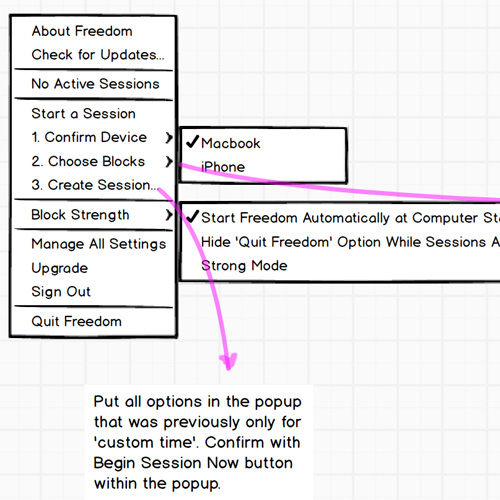 About Freedom
Check for Updates...
No Active Sessions
Start a Session
1. Confirm Device
2. Choose Blocks
3. Create Session...
Block Strength
Manage All Settings
Upgrade
Sign Out
Quit Freedom
Macbook
iPhone
Start Freedom Automatically at Computer
Hide 'Quit Freedom' Option While Sessions
Strong Mode
Put all options in the popup
that was previously only for
'custom time'. Confirm with
Begin Session Now button
within the popup.